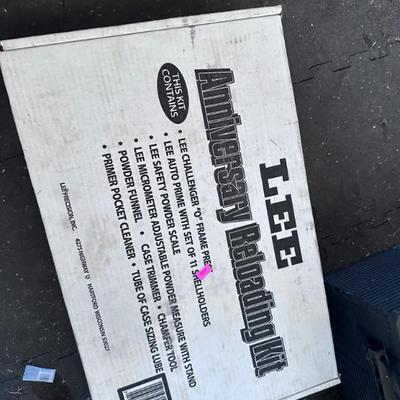 LEE
Anniversary Reloading Kit
THIS KIT
CONTAINS
• LEE CHALLENGER "O" FRAME PRESS
• LEE AUTO PRIME WITH SET OF 11 SHELLHOLDERS
• LEE SAFETY POWDER SCALE
• LEE MICROMETER ADJUSTABLE POWDER MEASURE WITH STAND
• POWDER FUNNEL • CASE TRIMMER • CHAMFER TOOL
• PRIMER POCKET CLEANER • TUBE OF CASE SIZING LUBE
LEE PRECISION, INC. 4275 HIGHWAY U HARTFORD WISCONSIN 53027